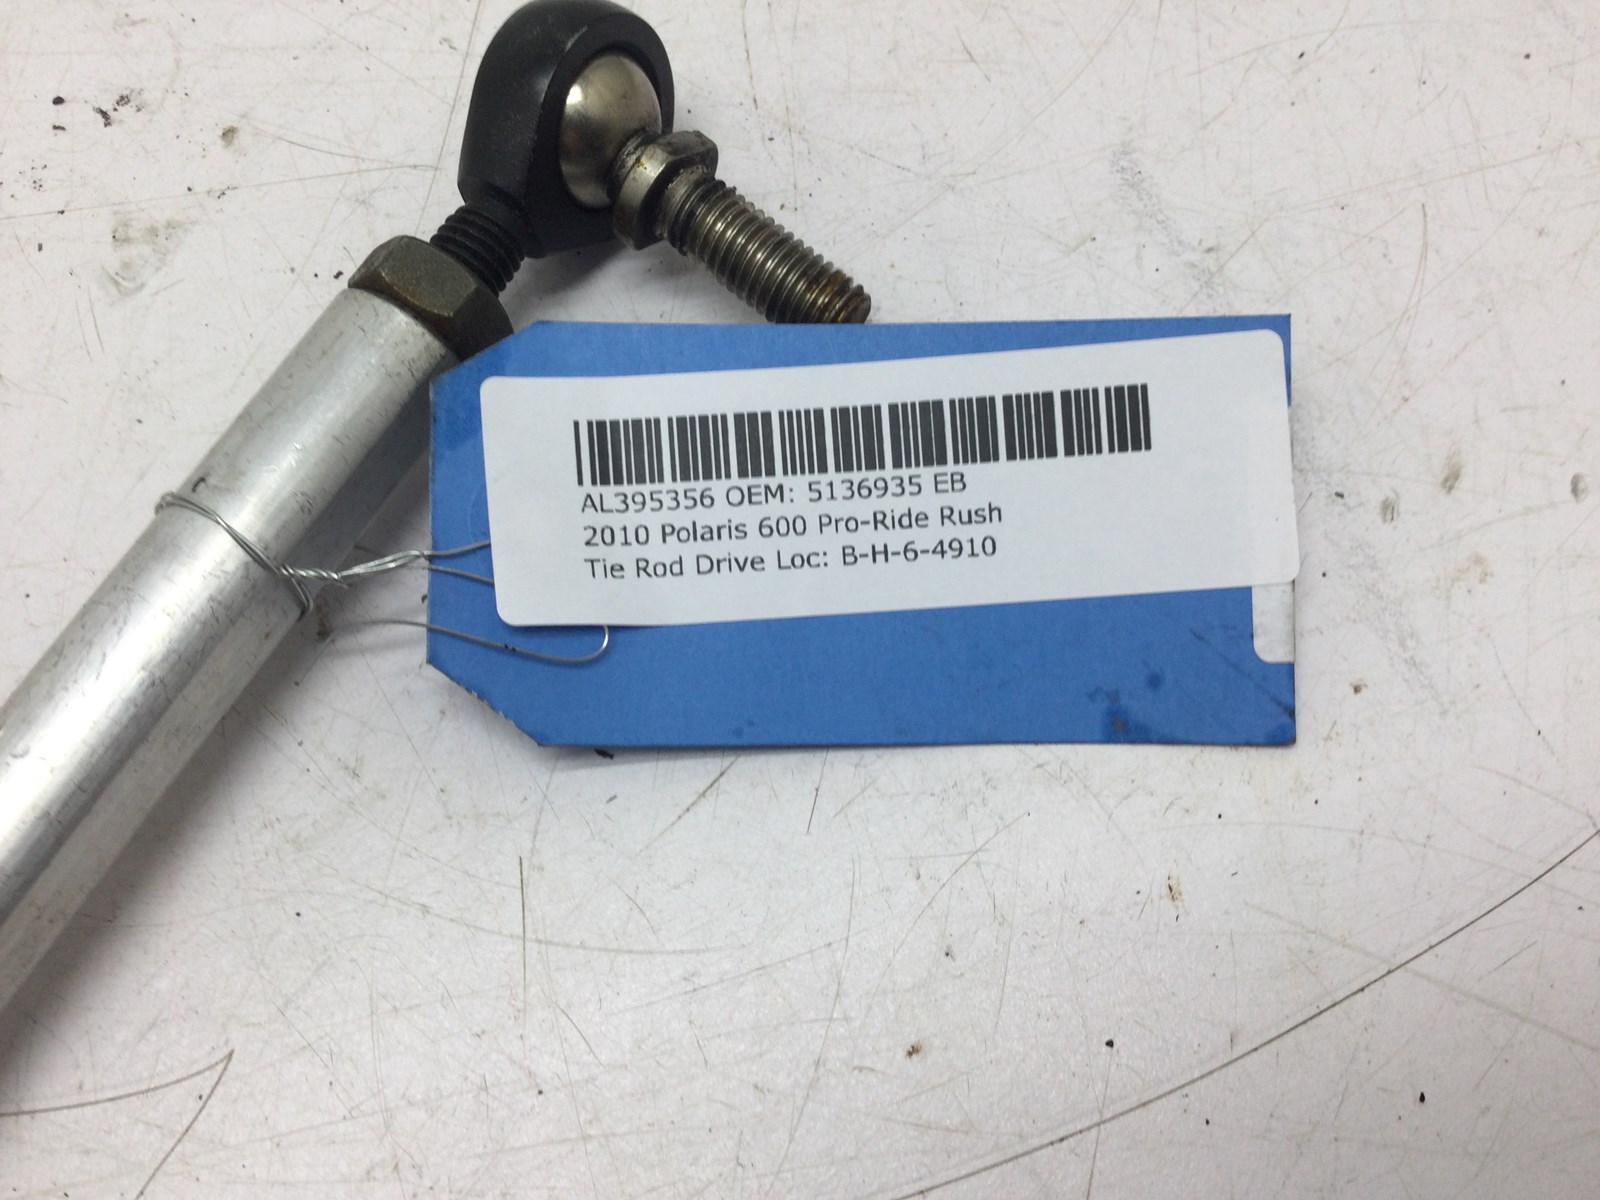 AL395356 OEM: 5136935 EB
2010 Polaris 600 Pro-Ride Rush
Tie Rod Drive Loc: B-H-6-4910